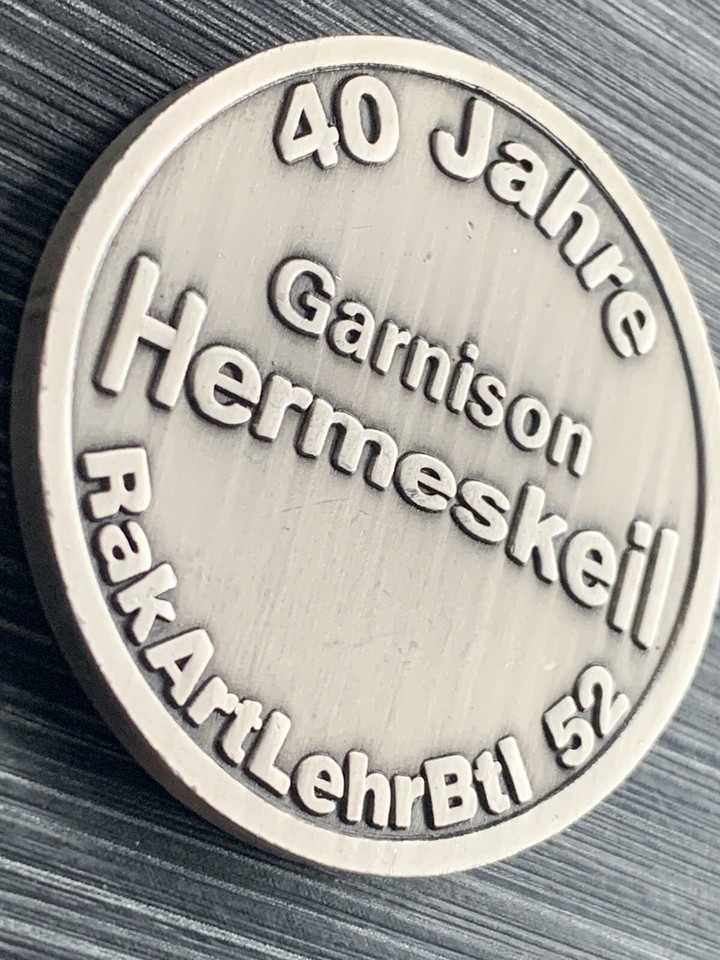 40 Jahre
Garnison
Hermeskeil
RakArtLehrBtl 52